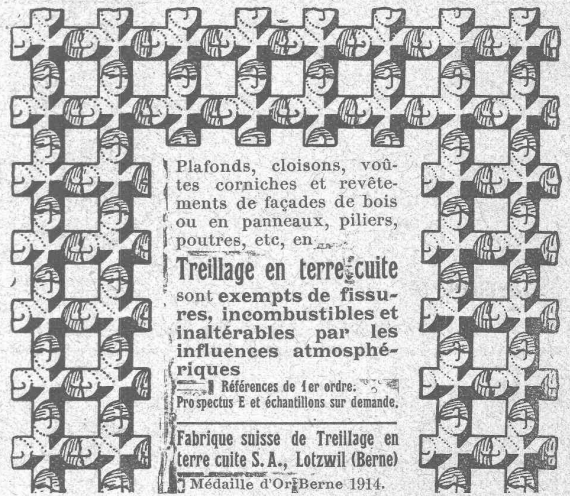 Plafonds, cloisons, voû-
tes corniches et revête-
ments de façades de bois
ou en panneaux, piliers,
poutres, etc, en
Treillage en terre cuite
sont exempts de fissu-
res, incombustibles et
inaltérables par les
influences atmosphé-
riques
Références de 1er ordre.
Prospectus E et échantillons sur demande.
Fabrique suisse de Treillage en
terre cuite S. A., Lotzwil (Berne)
Médaille d'Or Berne 1914.